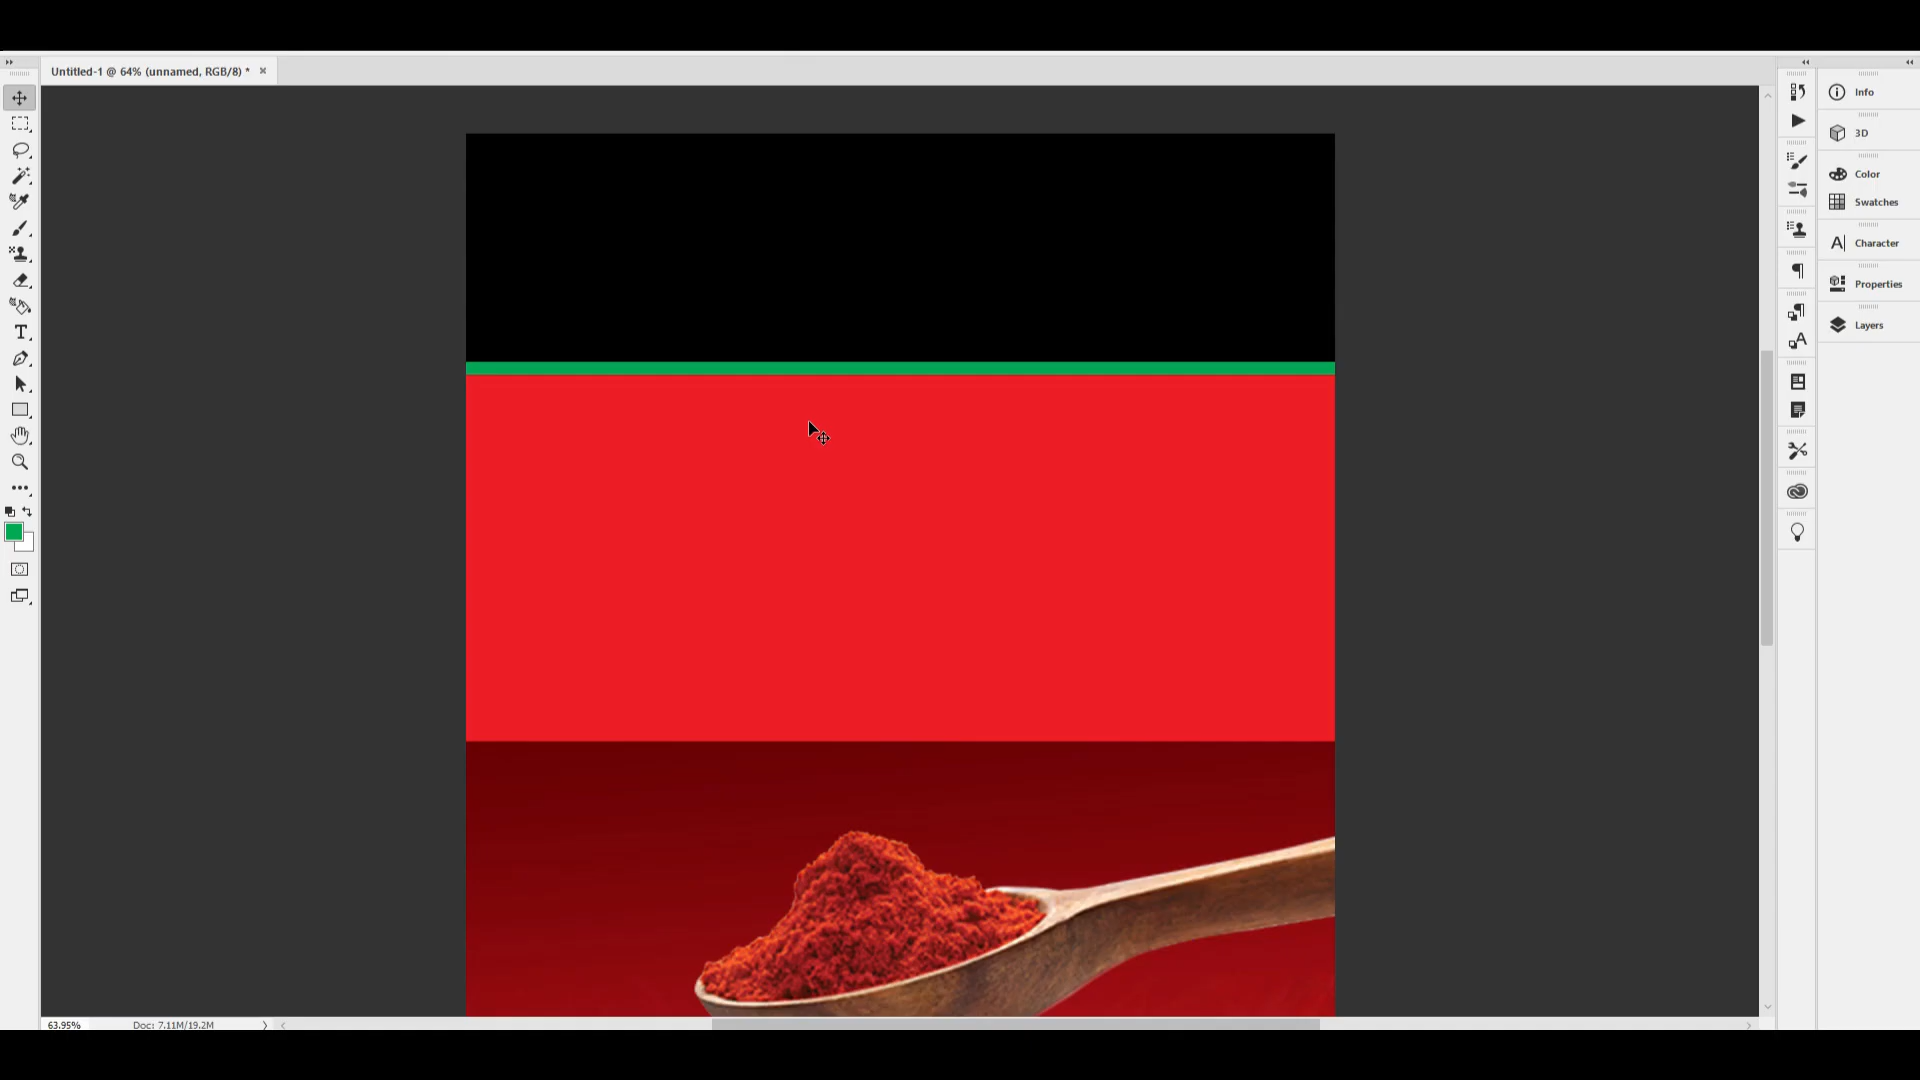 Untitled-1 @ 64% (unnamed, RGB/8) *
Info
3D
Color
Swatches
Character
Properties
Layers
63.95%
Doc: 7.11M/19.2M